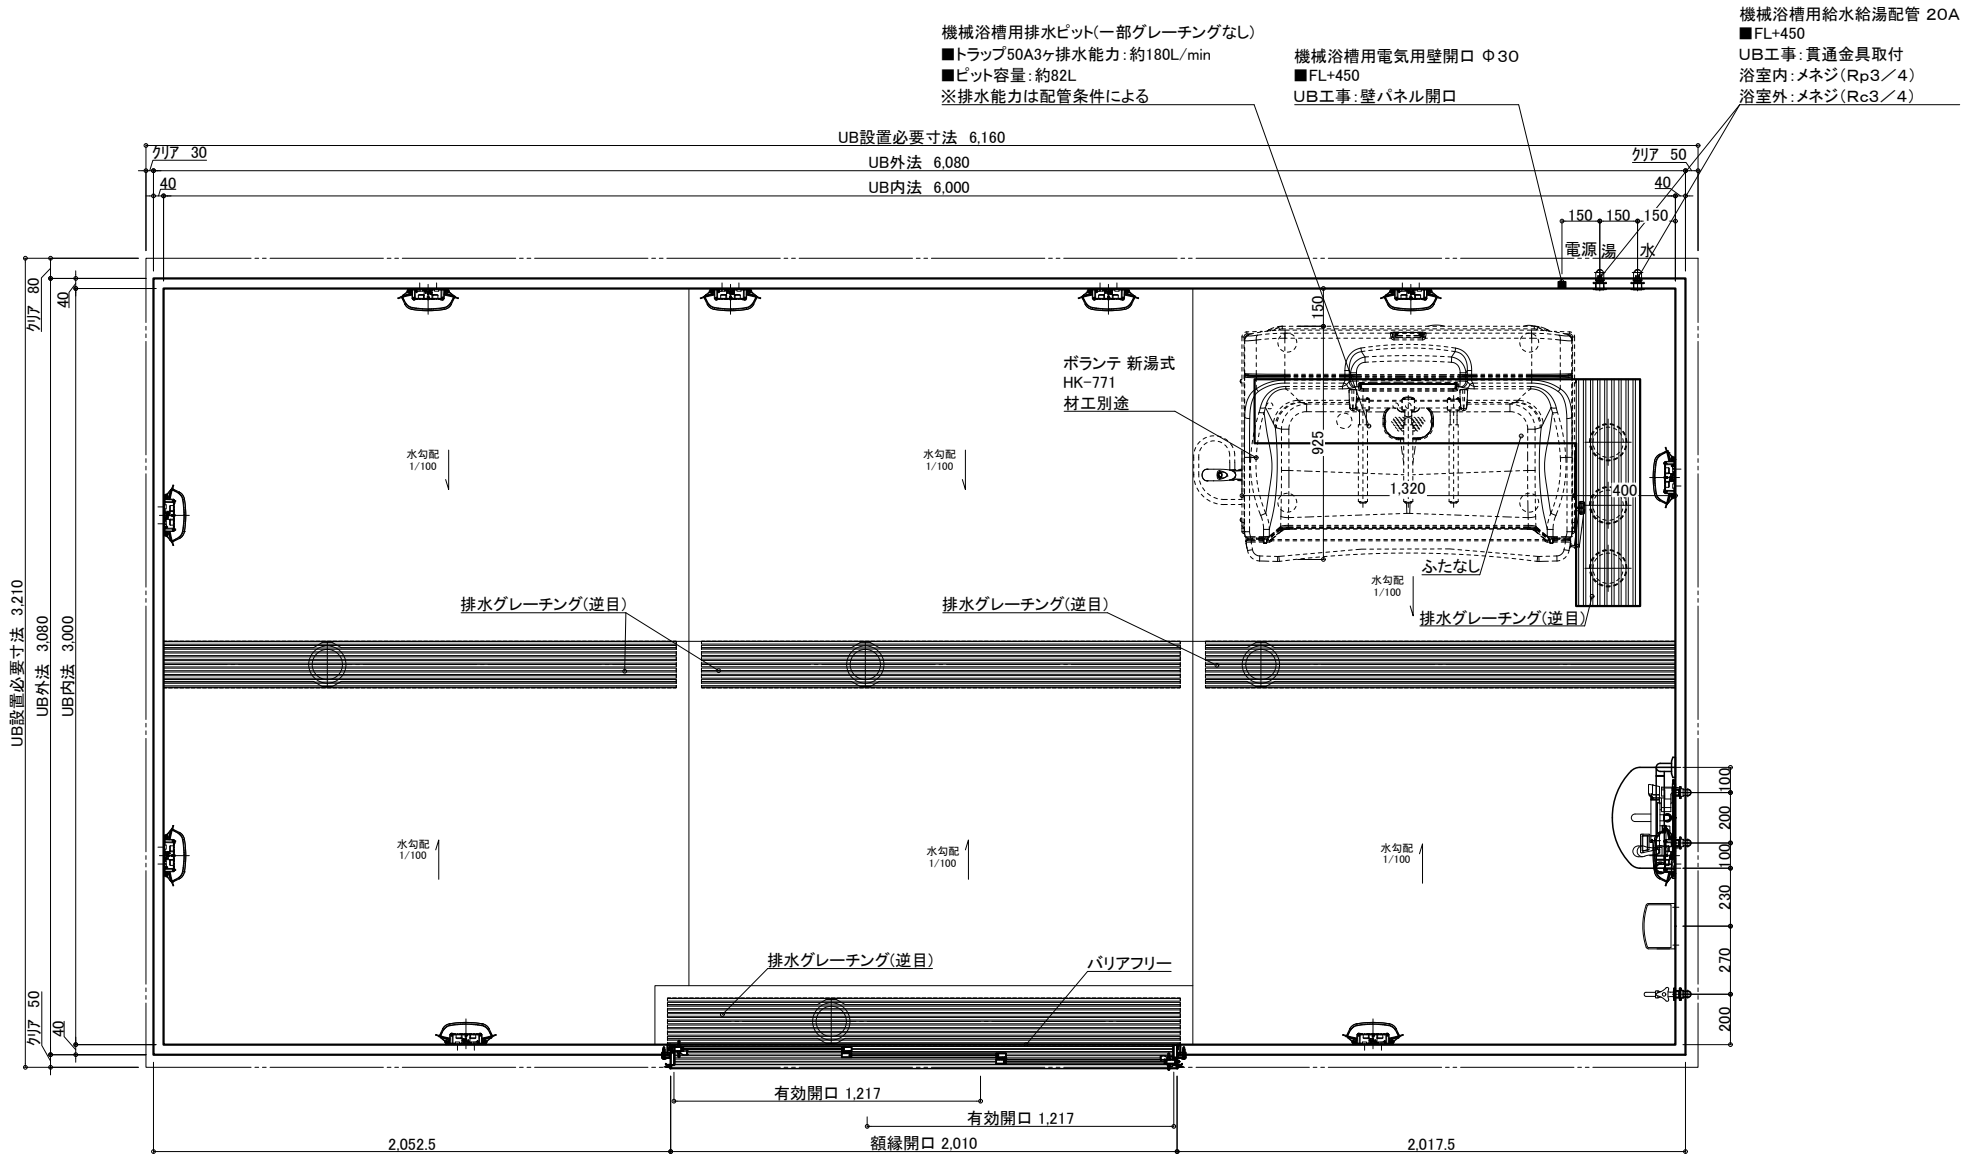 機械浴槽用排水ピット(一部グレーチングなし)
■トラップ50A3ヶ排水能力:約180L/min
■ピット容量:約82L
※排水能力は配管条件による
機械浴槽用電気用壁開口 Φ30
■FL+450
UB工事:壁パネル開口
機械浴槽用給水給湯配管 20A
■FL+450
UB工事:貫通金具取付
浴室内:メネジ(Rp3/4)
浴室外:メネジ(Rc3/4)
UB設置必要寸法 6,160
クリア 30
UB外法 6,080
クリア 50
40
UB内法 6,000
40
150
150
150
電源
湯
水
クリア 80
40
UB設置必要寸法 3,210
UB外法 3,080
UB内法 3,000
クリア 50
40
150
925
1,320
400
ボランテ 新湯式
HK-771
材工別途
水勾配
1/100
水勾配
1/100
ふたなし
水勾配
1/100
排水グレーチング(逆目)
排水グレーチング(逆目)
排水グレーチング(逆目)
水勾配
1/100
水勾配
1/100
水勾配
1/100
100
200
100
230
270
200
排水グレーチング(逆目)
バリアフリー
有効開口 1,217
有効開口 1,217
2,052.5
額縁開口 2,010
2,017.5